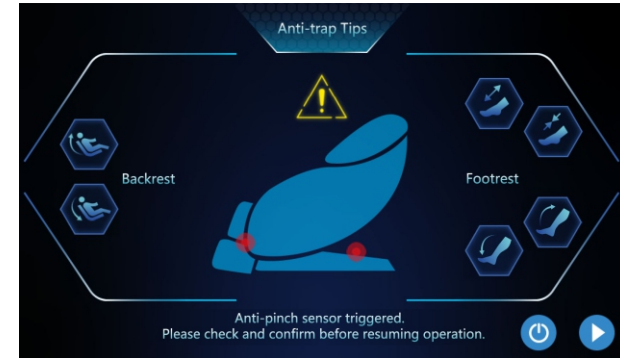 Anti-trap Tips
Backrest
Footrest
Anti-pinch sensor triggered.
Please check and confirm before resuming operation.